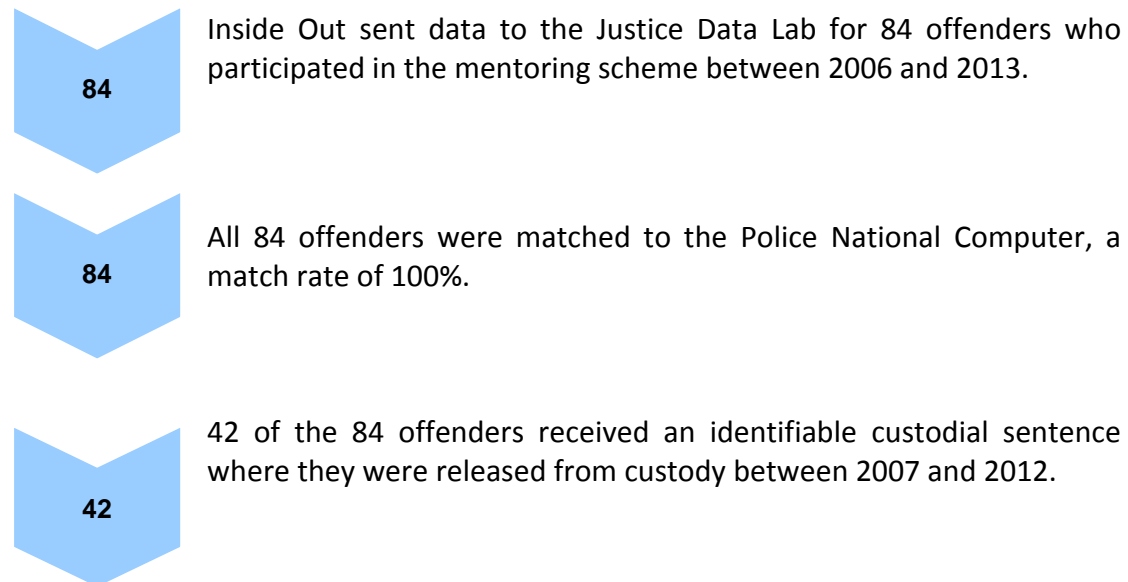 Inside Out sent data to the Justice Data Lab for 84 offenders who
participated in the mentoring scheme between 2006 and 2013.
84
All 84 offenders were matched to the Police National Computer, a
match rate of 100%.
84
42 of the 84 offenders received an identifiable custodial sentence
where they were released from custody between 2007 and 2012.
42